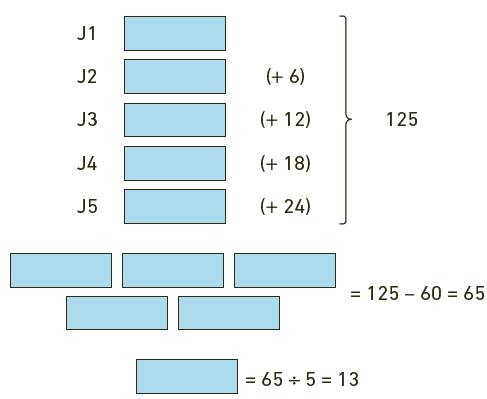 J1
J2 (+ 6)
J3 (+ 12) 125
J4 (+ 18)
J5 (+ 24)
= 125 – 60 = 65
= 65 ÷ 5 = 13